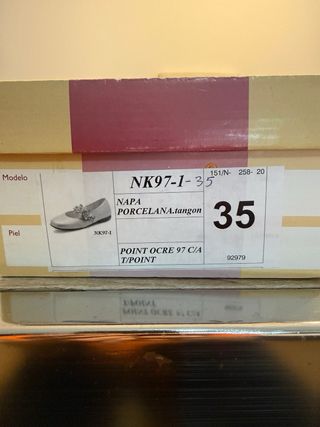 Modelo
NK97-1-35
151/N- 258- 20
NAPA
PORCELANA.tangon
35
NK97-1
Piel
POINT OCRE 97 C/A
T/POINT
92979